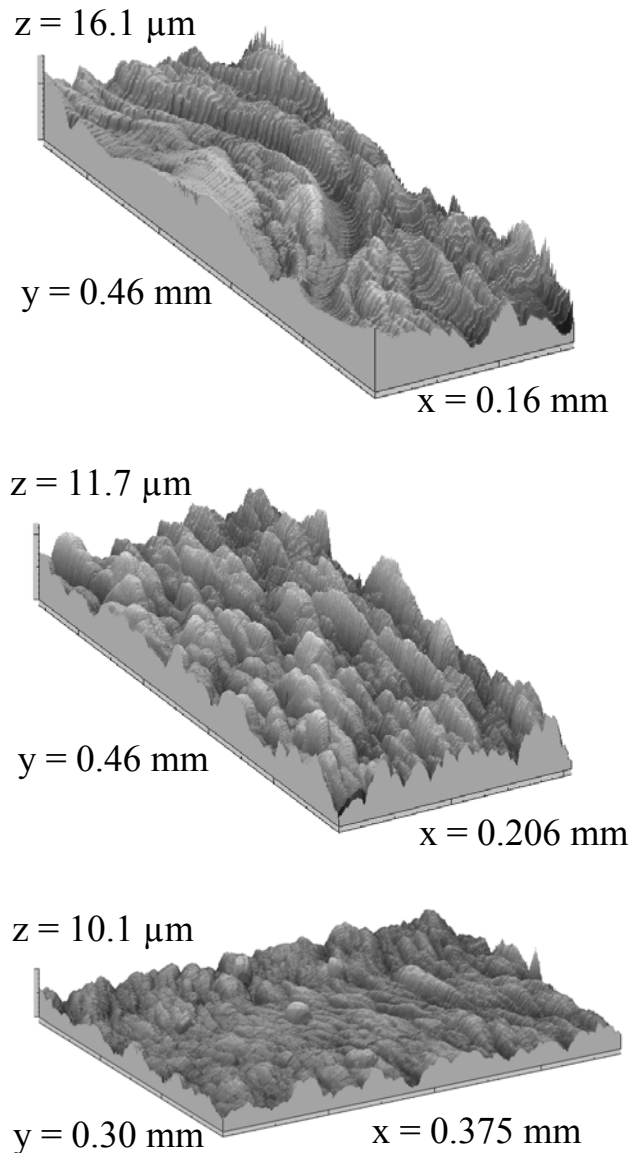 z = 16.1 µm
y = 0.46 mm
x = 0.16 mm
z = 11.7 µm
y = 0.46 mm
x = 0.206 mm
z = 10.1 µm
y = 0.30 mm
x = 0.375 mm